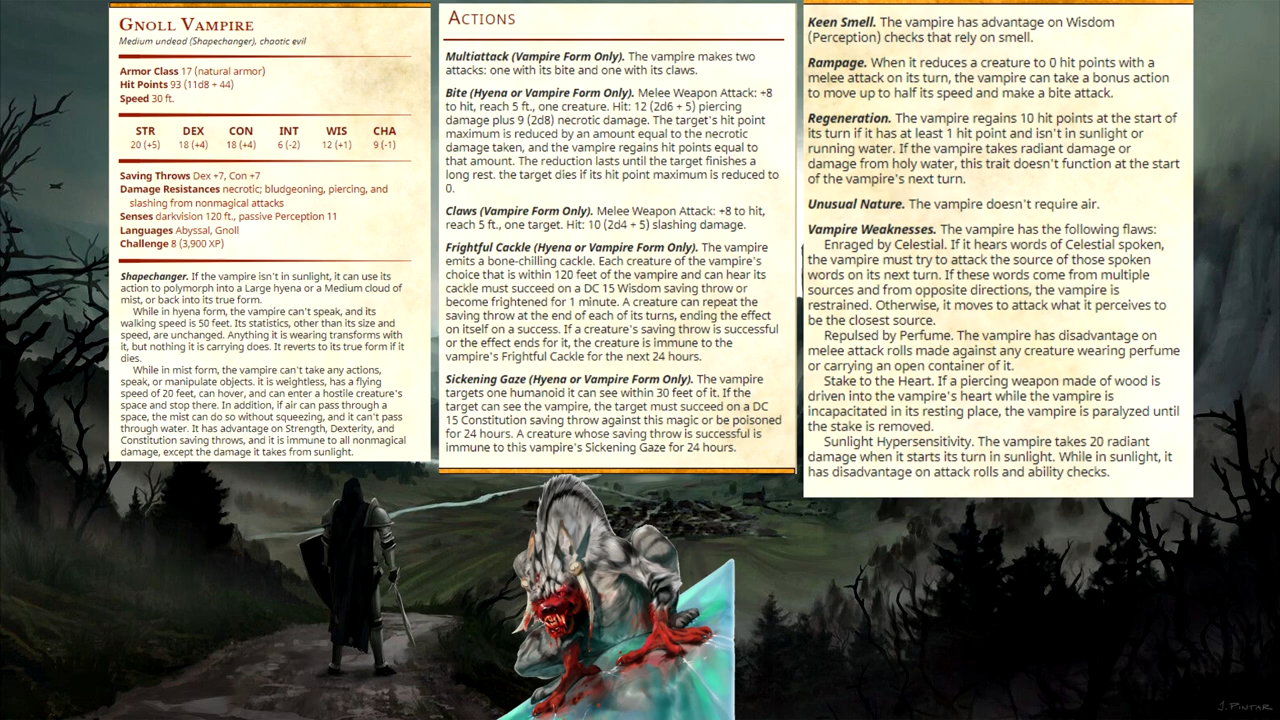 Gnoll Vampire
Medium undead (Shapechanger), chaotic evil
Armor Class 17 (natural armor)
Hit Points 93 (11d8 + 44)
Speed 30 ft.
STR DEX CON INT WIS CHA
20 (+5) 18 (+4) 18 (+4) 6 (-2) 12 (+1) 9 (-1)
Saving Throws Dex +7, Con +7
Damage Resistances necrotic; bludgeoning, piercing, and
slashing from nonmagical attacks
Senses darkvision 120 ft., passive Perception 11
Languages Abyssal, Gnoll
Challenge 8 (3,900 XP)
Shapechanger. If the vampire isn't in sunlight, it can use its
action to polymorph into a Large hyena or a Medium cloud of
mist, or back into its true form.
While in hyena form, the vampire can't speak, and its
walking speed is 50 feet. Its statistics, other than its size and
speed, are unchanged. Anything it is wearing transforms with
it, but nothing it is carrying does. It reverts to its true form if it
dies.
While in mist form, the vampire can't take any actions,
speak, or manipulate objects. it is weightless, has a flying
speed of 20 feet, can hover, and can enter a hostile creature's
space and stop there. In addition, if air can pass through a
space, the mist can do so without squeezing, and it can't pass
through water. It has advantage on Strength, Dexterity, and
Constitution saving throws, and it is immune to all nonmagical
damage, except the damage it takes from sunlight.
Actions
Multiattack (Vampire Form Only). The vampire makes two
attacks: one with its bite and one with its claws.
Bite (Hyena or Vampire Form Only). Melee Weapon Attack: +8
to hit, reach 5 ft., one creature. Hit: 12 (2d6 + 5) piercing
damage plus 9 (2d8) necrotic damage. The target's hit point
maximum is reduced by an amount equal to the necrotic
damage taken, and the vampire regains hit points equal to
that amount. The reduction lasts until the target finishes a
long rest. the target dies if its hit point maximum is reduced to
0.
Claws (Vampire Form Only). Melee Weapon Attack: +8 to hit,
reach 5 ft., one target. Hit: 10 (2d4 + 5) slashing damage.
Frightful Cackle (Hyena or Vampire Form Only). The vampire
emits a bone-chilling cackle. Each creature of the vampire's
choice that is within 120 feet of the vampire and can hear its
cackle must succeed on a DC 15 Wisdom saving throw or
become frightened for 1 minute. A creature can repeat the
saving throw at the end of each of its turns, ending the effect
on itself on a success. If a creature's saving throw is successful
or the effect ends for it, the creature is immune to the
vampire's Frightful Cackle for the next 24 hours.
Sickening Gaze (Hyena or Vampire Form Only). The vampire
targets one humanoid it can see within 30 feet of it. If the
target can see the vampire, the target must succeed on a DC
15 Constitution saving throw against this magic or be poisoned
for 24 hours. A creature whose saving throw is successful is
immune to this vampire's Sickening Gaze for 24 hours.
Keen Smell. The vampire has advantage on Wisdom
(Perception) checks that rely on smell.
Rampage. When it reduces a creature to 0 hit points with a
melee attack on its turn, the vampire can take a bonus action
to move up to half its speed and make a bite attack.
Regeneration. The vampire regains 10 hit points at the start of
its turn if it has at least 1 hit point and isn't in sunlight or
running water. If the vampire takes radiant damage or
damage from holy water, this trait doesn't function at the start
of the vampire's next turn.
Unusual Nature. The vampire doesn't require air.
Vampire Weaknesses. The vampire has the following flaws:
Enraged by Celestial. If it hears words of Celestial spoken,
the vampire must try to attack the source of those spoken
words on its next turn. If these words come from multiple
sources and from opposite directions, the vampire is
restrained. Otherwise, it moves to attack what it perceives to
be the closest source.
Repulsed by Perfume. The vampire has disadvantage on
melee attack rolls made against any creature wearing perfume
or carrying an open container of it.
Stake to the Heart. If a piercing weapon made of wood is
driven into the vampire's heart while the vampire is
incapacitated in its resting place, the vampire is paralyzed until
the stake is removed.
Sunlight Hypersensitivity. The vampire takes 20 radiant
damage when it starts its turn in sunlight. While in sunlight, it
has disadvantage on attack rolls and ability checks.
J. PINTAR